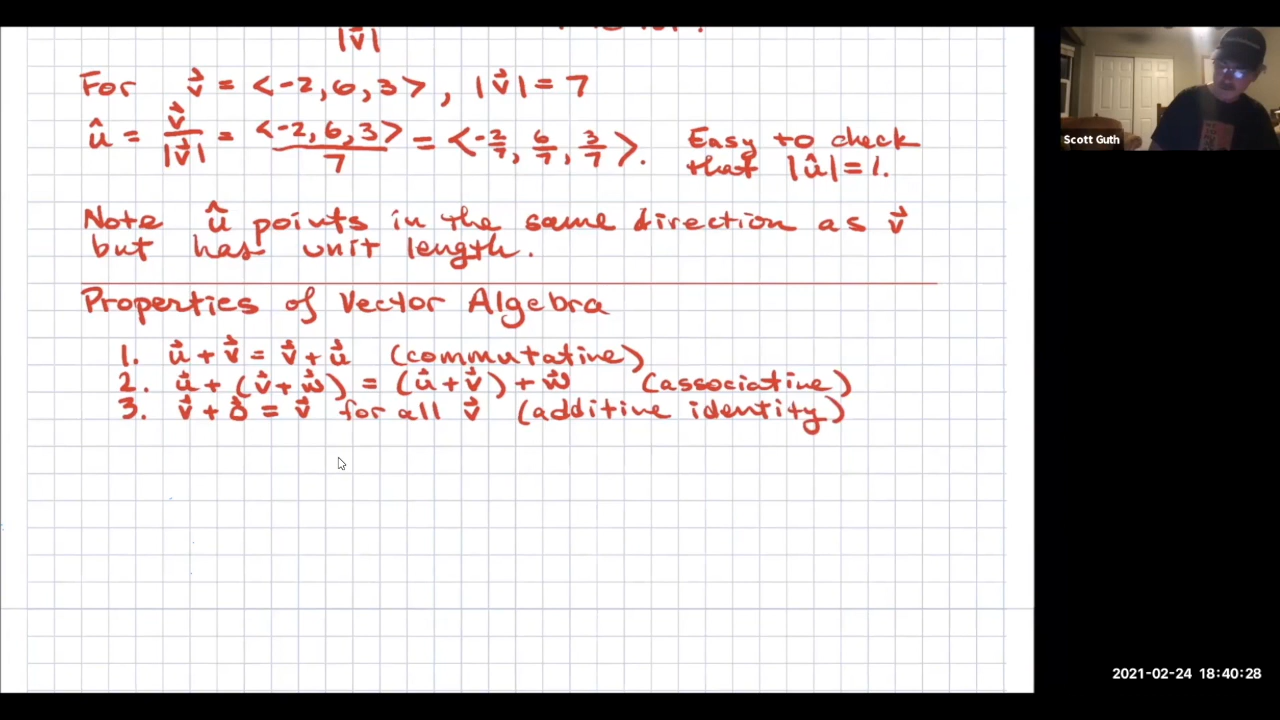 |v⃗|
For v⃗ = <-2, 6, 3>, |v⃗| = 7
û = v⃗/|v⃗| = <-2, 6, 3>/7 = <-2/7, 6/7, 3/7>. Easy to check
that |û| = 1.
Note û points in the same direction as v⃗
but has unit length.
Properties of Vector Algebra
1. u⃗ + v⃗ = v⃗ + u⃗ (commutative)
2. u⃗ + (v⃗ + w⃗) = (u⃗ + v⃗) + w⃗ (associative)
3. v⃗ + 0⃗ = v⃗ for all v⃗ (additive identity)
Scott Guth
2021-02-24 18:40:28